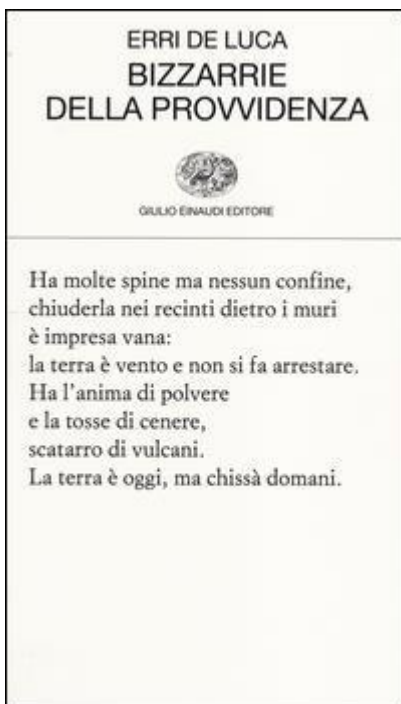 ERRI DE LUCA
BIZZARRIE
DELLA PROVVIDENZA
GIULIO EINAUDI EDITORE
Ha molte spine ma nessun confine,
chiuderla nei recinti dietro i muri
è impresa vana:
la terra è vento e non si fa arrestare.
Ha l'anima di polvere
e la tosse di cenere,
scatarro di vulcani.
La terra è oggi, ma chissà domani.